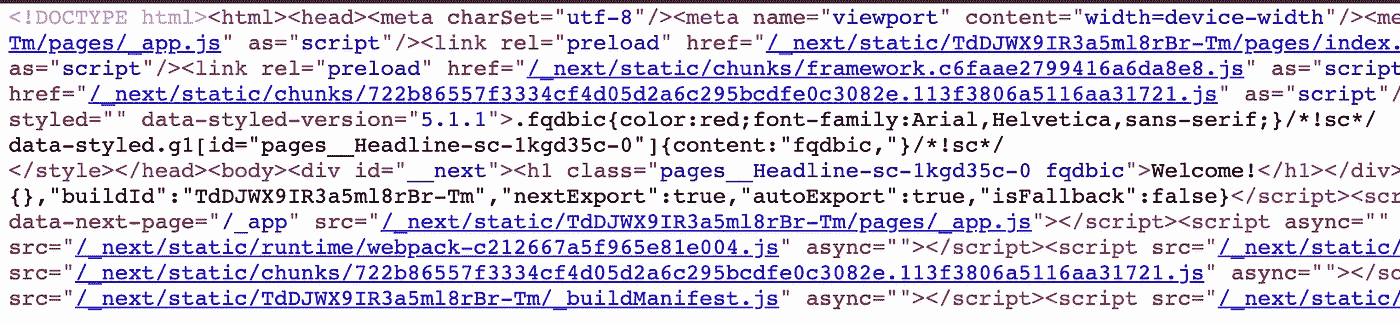 <!DOCTYPE html><html><head><meta charSet="utf-8"/><meta name="viewport" content="width=device-width"/><me
Tm/pages/_app.js" as="script"/><link rel="preload" href="/_next/static/TdDJWX9IR3a5ml8rBr-Tm/pages/index.
as="script"/><link rel="preload" href="/_next/static/chunks/framework.c6faae2799416a6da8e8.js" as="script
href="/_next/static/chunks/722b86557f3334cf4d05d2a6c295bcdfe0c3082e.113f3806a5116aa31721.js" as="script"/
styled="" data-styled-version="5.1.1">.fqdbic{color:red;font-family:Arial,Helvetica,sans-serif;}/*!sc*/
data-styled.g1[id="pages__Headline-sc-1kgd35c-0"]{content:"fqdbic,"}/*!sc*/
</style></head><body><div id="__next"><h1 class="pages__Headline-sc-1kgd35c-0 fqdbic">Welcome!</h1></div>
{},"buildId":"TdDJWX9IR3a5ml8rBr-Tm","nextExport":true,"autoExport":true,"isFallback":false}</script><scr
data-next-page="/_app" src="/_next/static/TdDJWX9IR3a5ml8rBr-Tm/pages/_app.js"></script><script async=""
src="/_next/static/runtime/webpack-c212667a5f965e81e004.js" async=""></script><script src="/_next/static/
src="/_next/static/chunks/722b86557f3334cf4d05d2a6c295bcdfe0c3082e.113f3806a5116aa31721.js" async=""></sc
src="/_next/static/TdDJWX9IR3a5ml8rBr-Tm/_buildManifest.js" async=""></script><script src="/_next/static/